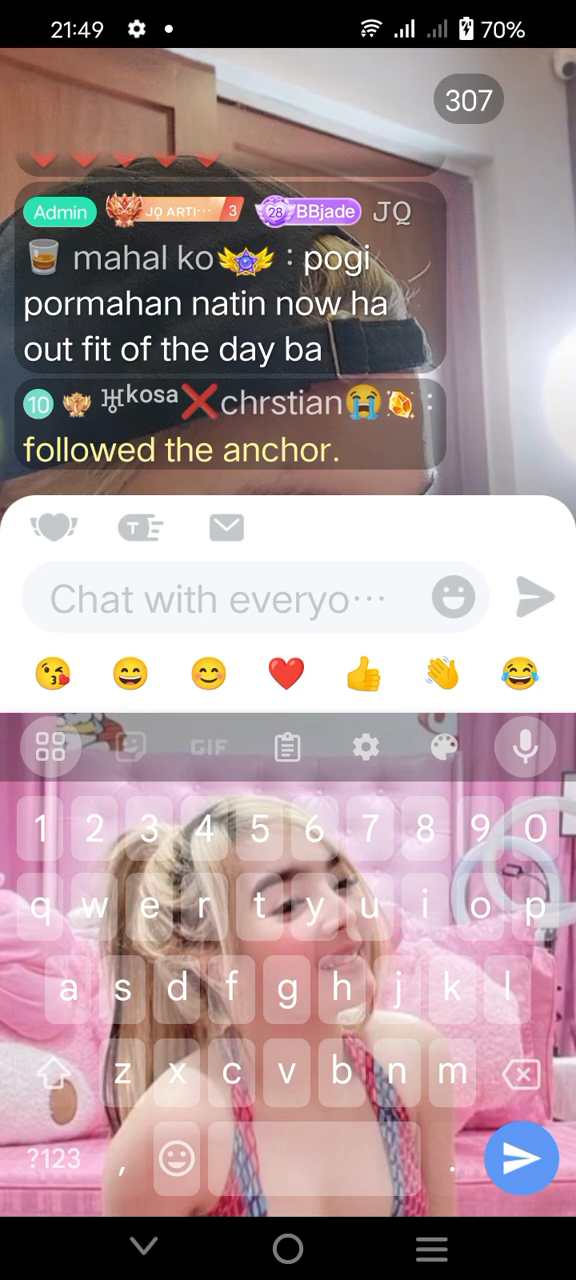 21:49
70%
307
Admin JQ ARTI... 3 28 BBjade JQ
🥃 mahal ko : pogi
pormahan natin now ha
out fit of the day ba
10 kosa❌chrstian😭 :
followed the anchor.
T
Chat with everyo...
GIF
1 2 3 4 5 6 7 8 9 0
q w e r t y u i o p
a s d f g h j k l
z x c v b n m
?123 , .